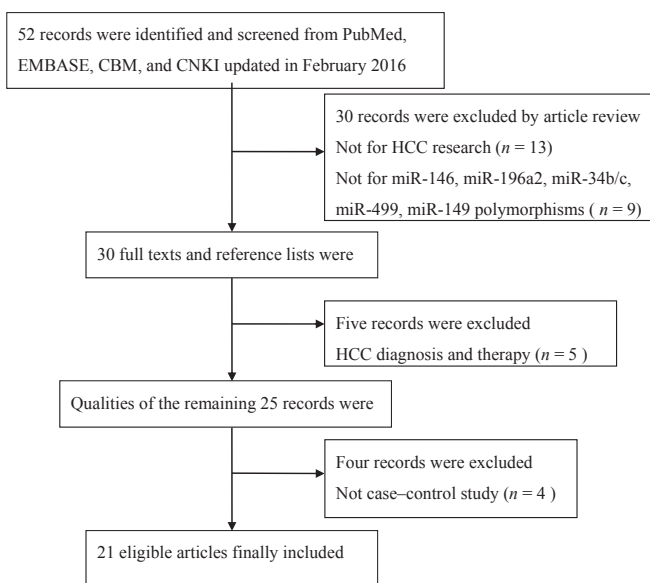 52 records were identified and screened from PubMed,
EMBASE, CBM, and CNKI updated in February 2016
30 records were excluded by article review
Not for HCC research (n = 13)
Not for miR-146, miR-196a2, miR-34b/c,
miR-499, miR-149 polymorphisms ( n = 9)
30 full texts and reference lists were
Five records were excluded
HCC diagnosis and therapy (n = 5 )
Qualities of the remaining 25 records were
Four records were excluded
Not case–control study (n = 4 )
21 eligible articles finally included